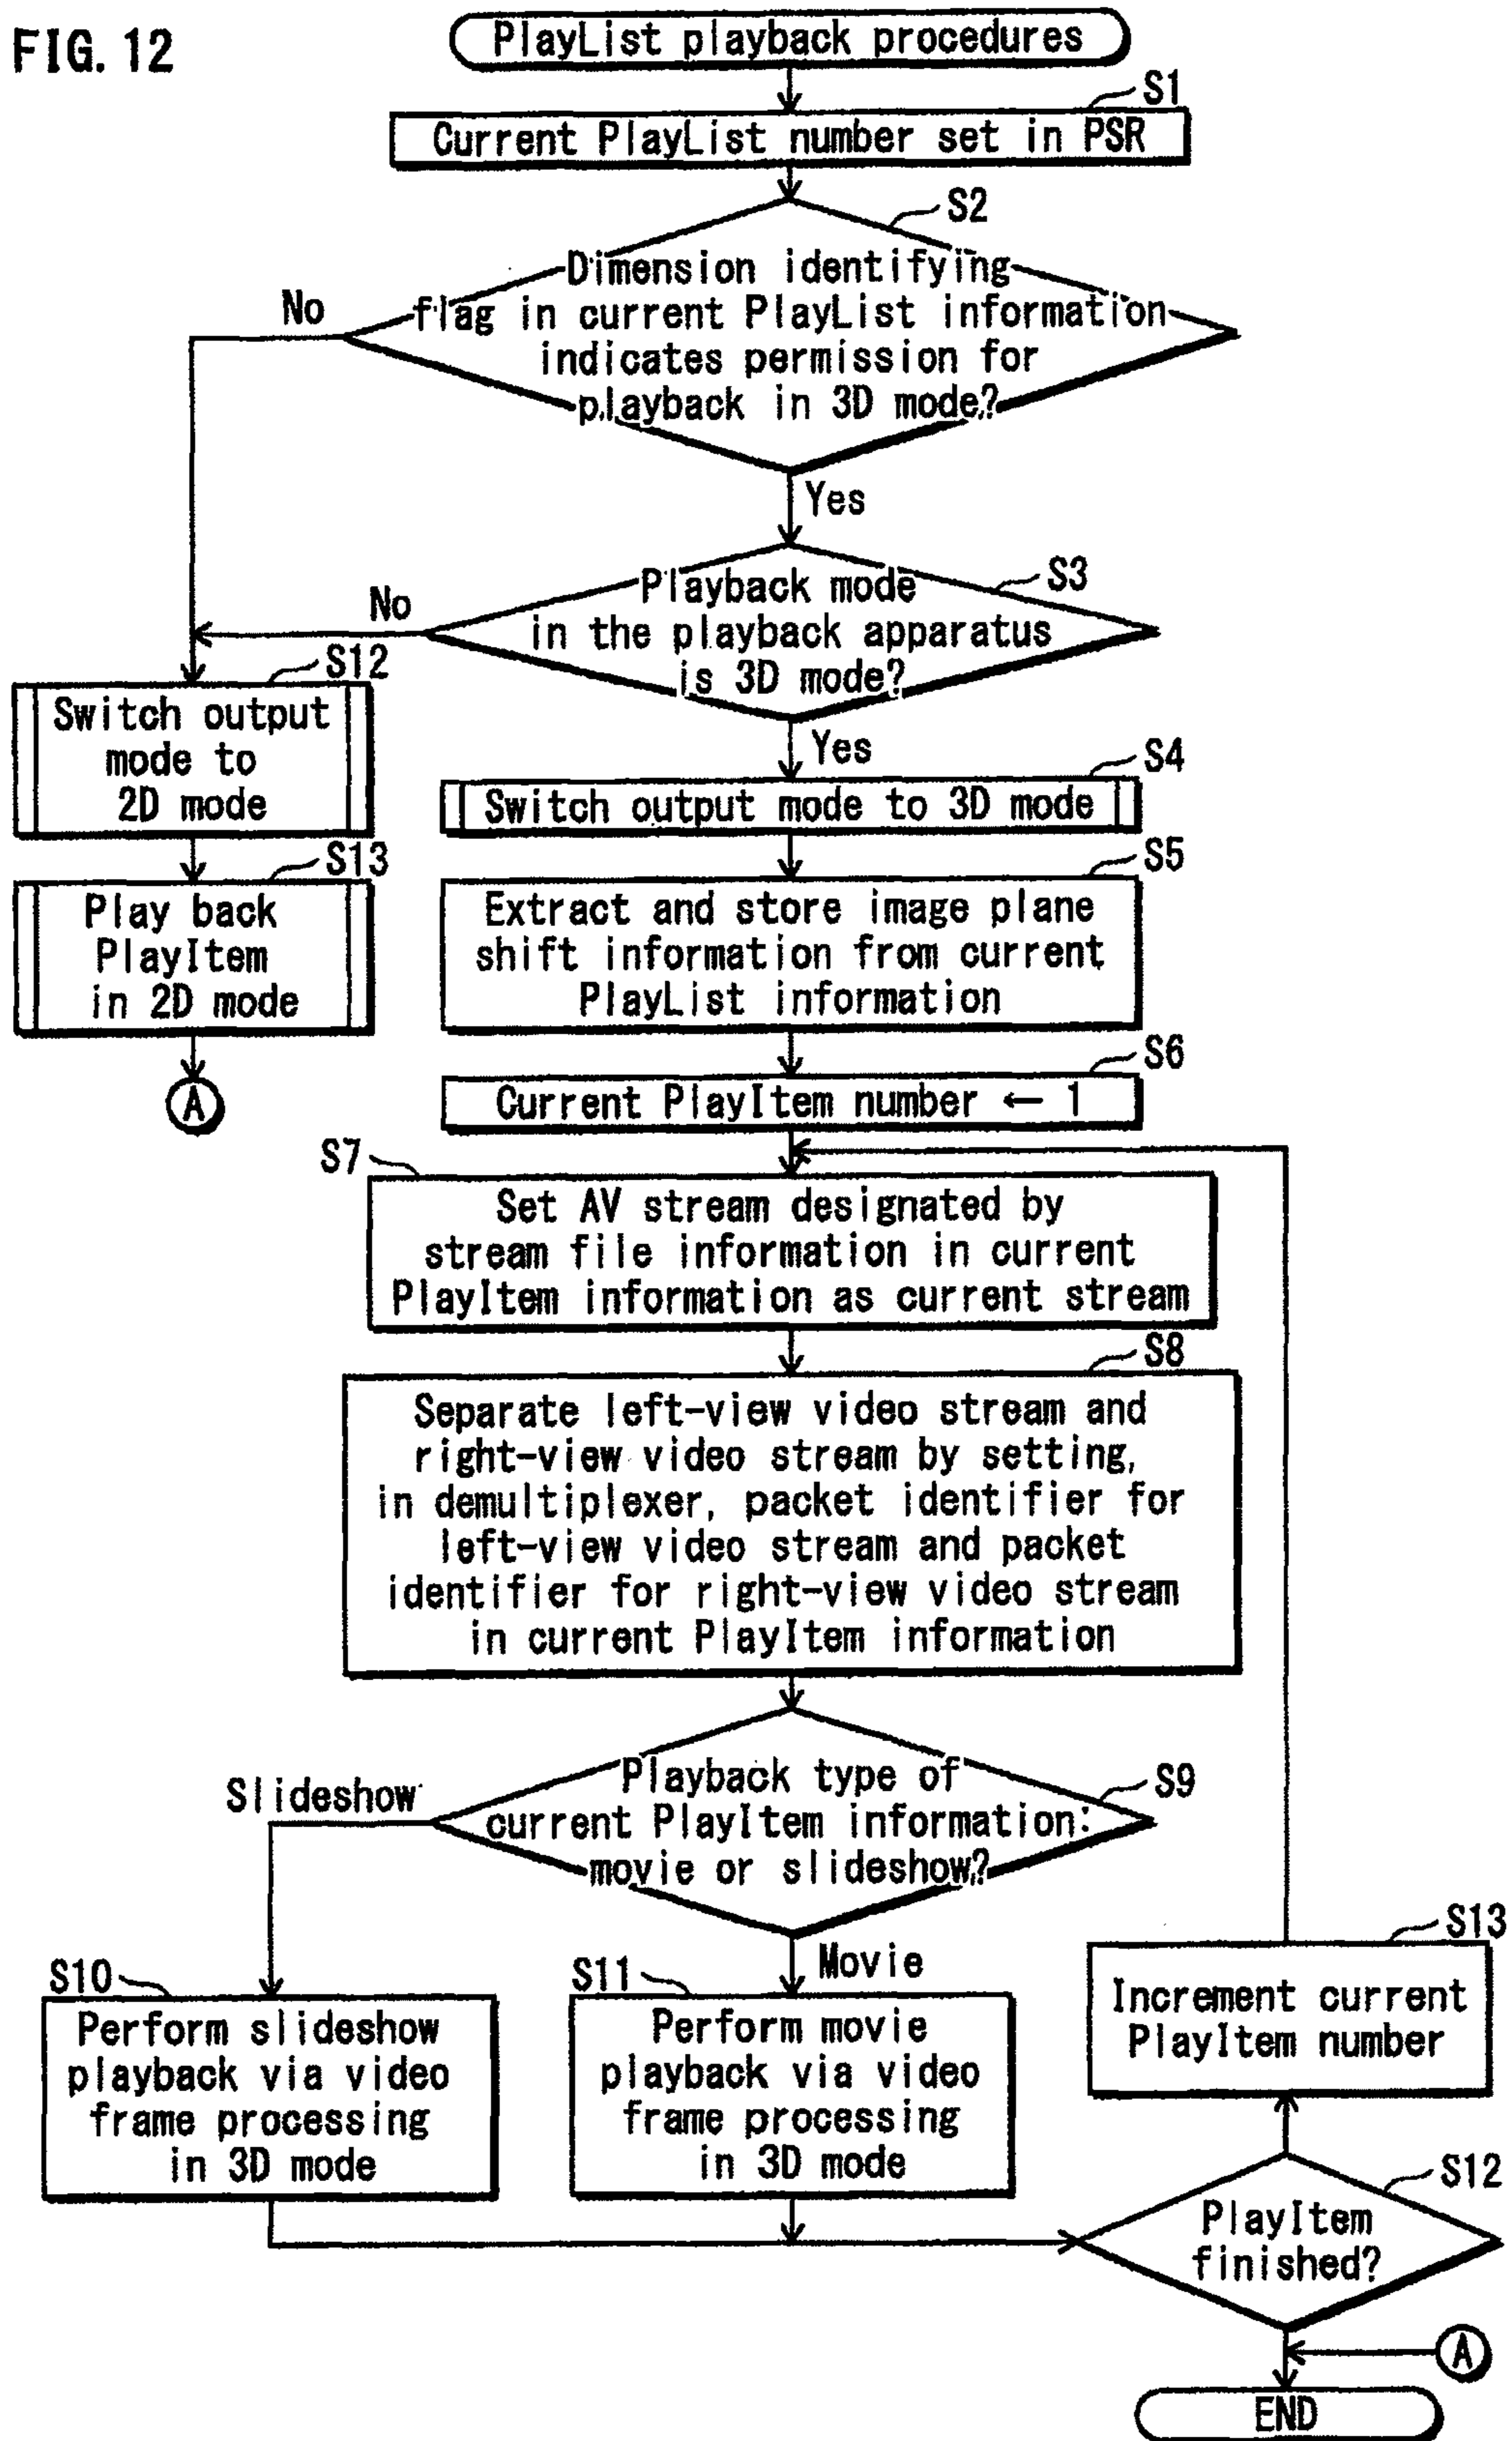 FIG. 12
PlayList playback procedures
S1
Current PlayList number set in PSR
S2
Dimension identifying
flag in current PlayList information
indicates permission for
playback in 3D mode?
No
Yes
S3
Playback mode
in the playback apparatus
is 3D mode?
No
Yes
S12
Switch output
mode to
2D mode
S13
Play back
PlayItem
in 2D mode
A
S4
Switch output mode to 3D mode
S5
Extract and store image plane
shift information from current
PlayList information
S6
Current PlayItem number ← 1
S7
Set AV stream designated by
stream file information in current
PlayItem information as current stream
S8
Separate left-view video stream and
right-view video stream by setting,
in demultiplexer, packet identifier for
left-view video stream and packet
identifier for right-view video stream
in current PlayItem information
S9
Playback type of
current PlayItem information:
movie or slideshow?
Slideshow
Movie
S10
Perform slideshow
playback via video
frame processing
in 3D mode
S11
Perform movie
playback via video
frame processing
in 3D mode
S13
Increment current
PlayItem number
S12
PlayItem
finished?
A
END